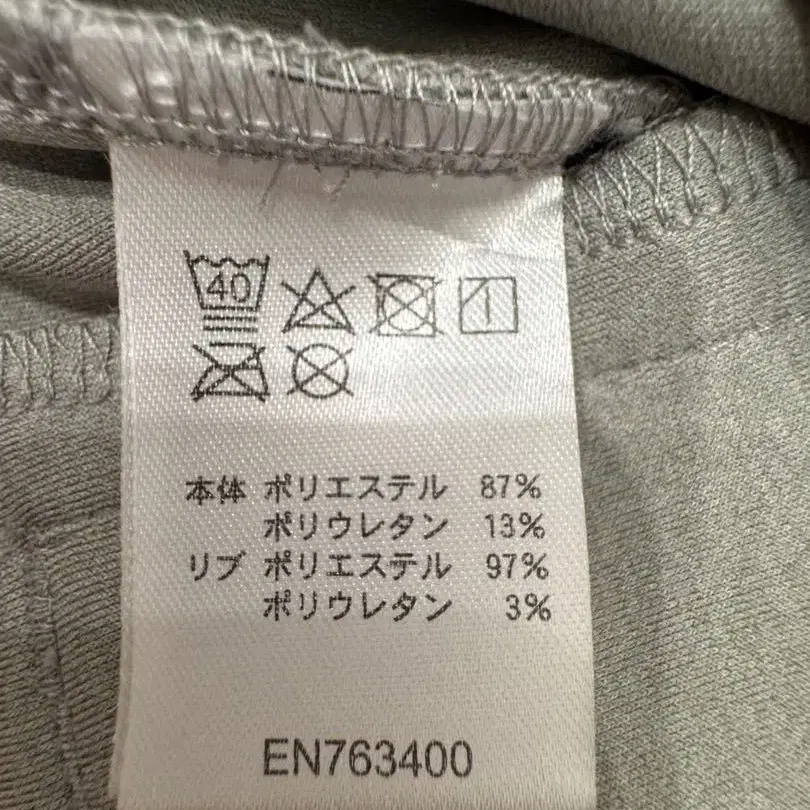 40
本体 ポリエステル 87%
ポリウレタン 13%
リブ ポリエステル 97%
ポリウレタン 3%
EN763400